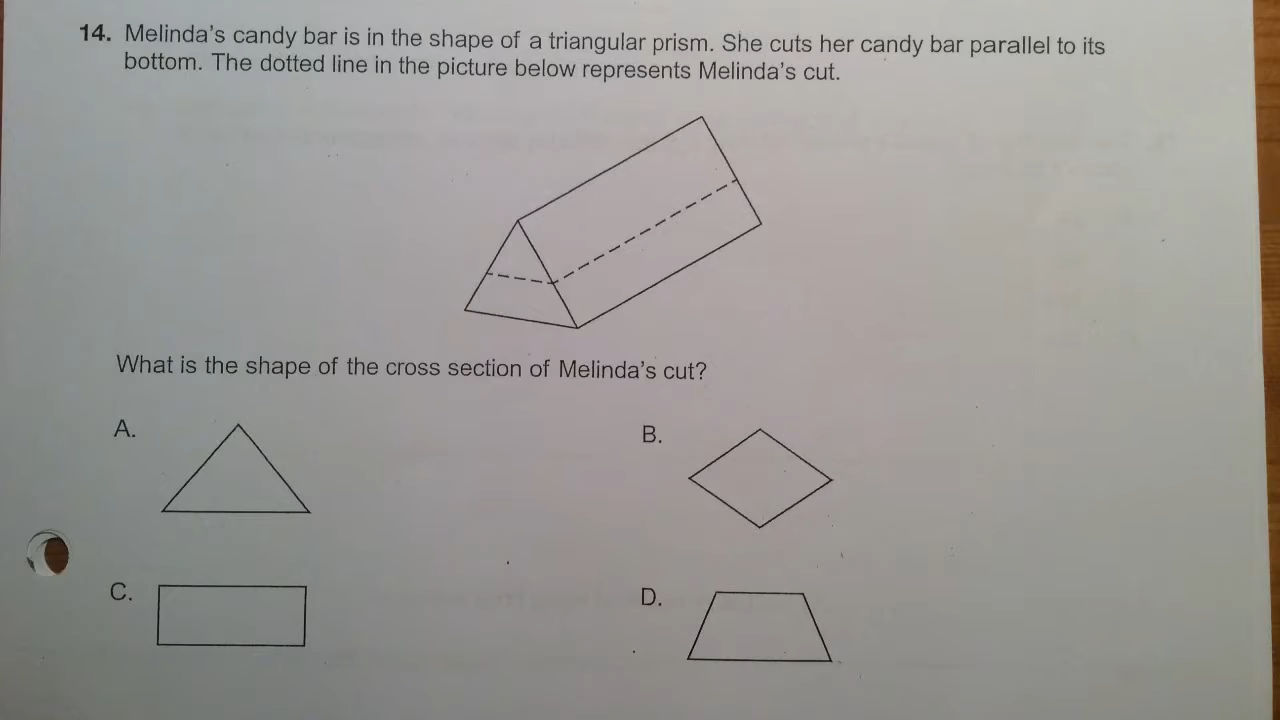 14. Melinda's candy bar is in the shape of a triangular prism. She cuts her candy bar parallel to its
bottom. The dotted line in the picture below represents Melinda's cut.
What is the shape of the cross section of Melinda's cut?
A.
B.
C.
D.